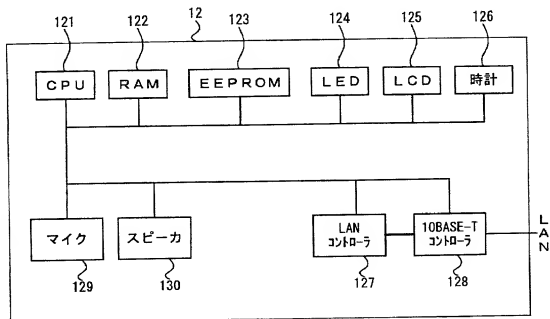 12
121
122
123
124
125
126
CPU
RAM
EEPROM
LED
LCD
時計
マイク
スピーカ
LAN
コントローラ
10BASE-T
コントローラ
LAN
129
130
127
128